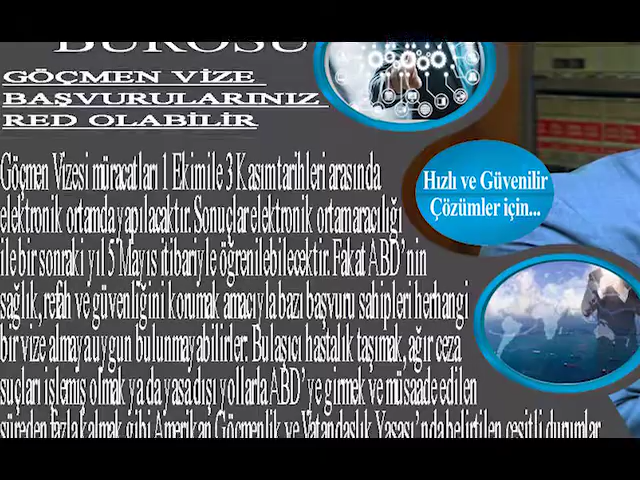 BÜROSU
GÖÇMEN VİZE
BAŞVURULARINIZ
RED OLABİLİR
Göçmen Vizesi müracatları 1 Ekim ile 3 Kasım tarihleri arasında
elektronik ortamda yapılacaktır. Sonuçlar elektronik ortam aracılığı
ile bir sonraki yıl 5 Mayıs itibariyle öğrenilebilecektir. Fakat ABD'nin
sağlık, refah ve güvenliğini korumak amacıyla bazı başvuru sahipleri herhangi
bir vize almaya uygun bulunmayabilirler. Bulaşıcı hastalık taşımak, ağır ceza
suçları işlemiş olmak ya da yasa dışı yollarla ABD'ye girmek ve müsaade edilen
süreden fazla kalmak gibi Amerikan Göçmenlik ve Vatandaşlık Yasası'nda belirtilen çeşitli durumlar
Hızlı ve Güvenilir
Çözümler için...